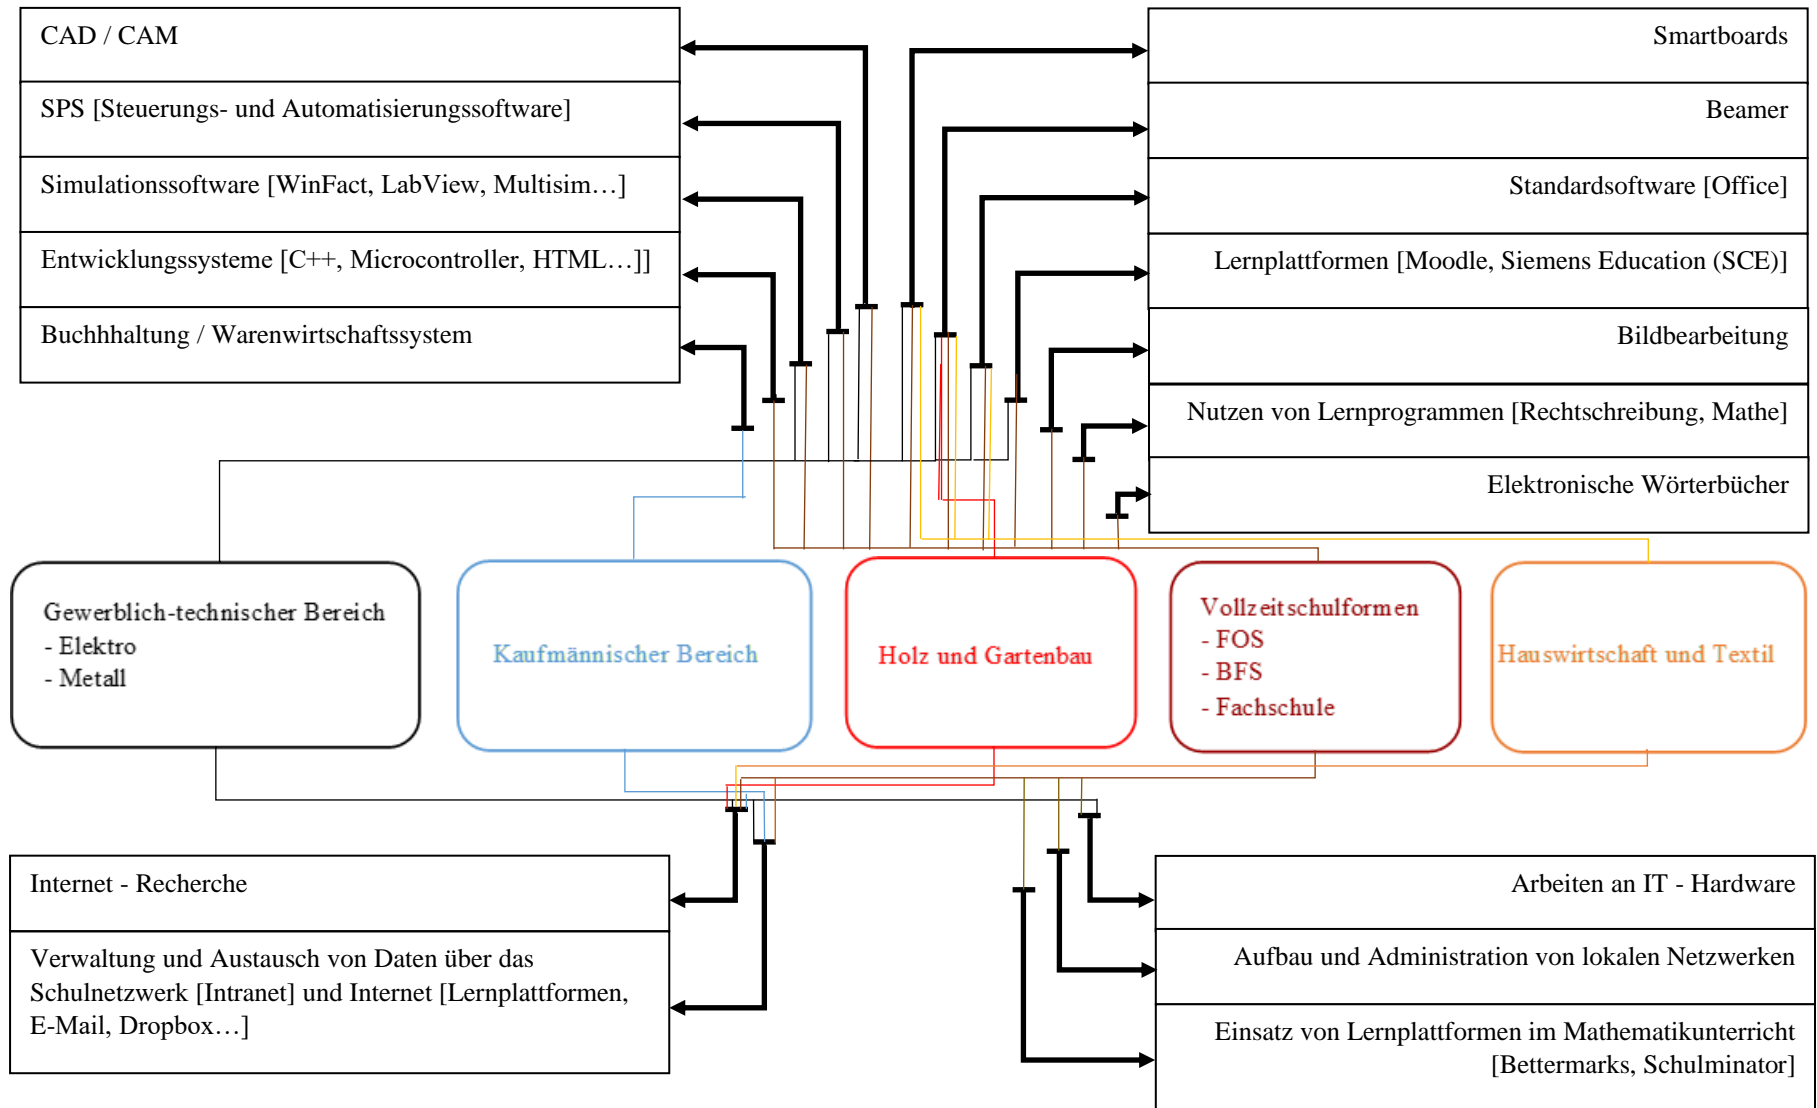 CAD / CAM
SPS [Steuerungs- und Automatisierungssoftware]
Simulationssoftware [WinFact, LabView, Multisim…]
Entwicklungssysteme [C++, Microcontroller, HTML…]]
Buchhhaltung / Warenwirtschaftssystem
Smartboards
Beamer
Standardsoftware [Office]
Lernplattformen [Moodle, Siemens Education (SCE)]
Bildbearbeitung
Nutzen von Lernprogrammen [Rechtschreibung, Mathe]
Elektronische Wörterbücher
Gewerblich-technischer Bereich
- Elektro
- Metall
Kaufmännischer Bereich
Holz und Gartenbau
Vollzeitschulformen
- FOS
- BFS
- Fachschule
Hauswirtschaft und Textil
Internet - Recherche
Verwaltung und Austausch von Daten über das
Schulnetzwerk [Intranet] und Internet [Lernplattformen,
E-Mail, Dropbox…]
Arbeiten an IT - Hardware
Aufbau und Administration von lokalen Netzwerken
Einsatz von Lernplattformen im Mathematikunterricht
[Bettermarks, Schulminator]